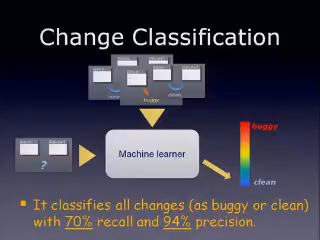 Change Classification
clean
buggy
clean
buggy
?
Machine learner
clean
It classifies all changes (as buggy or clean)
with 70% recall and 94% precision.